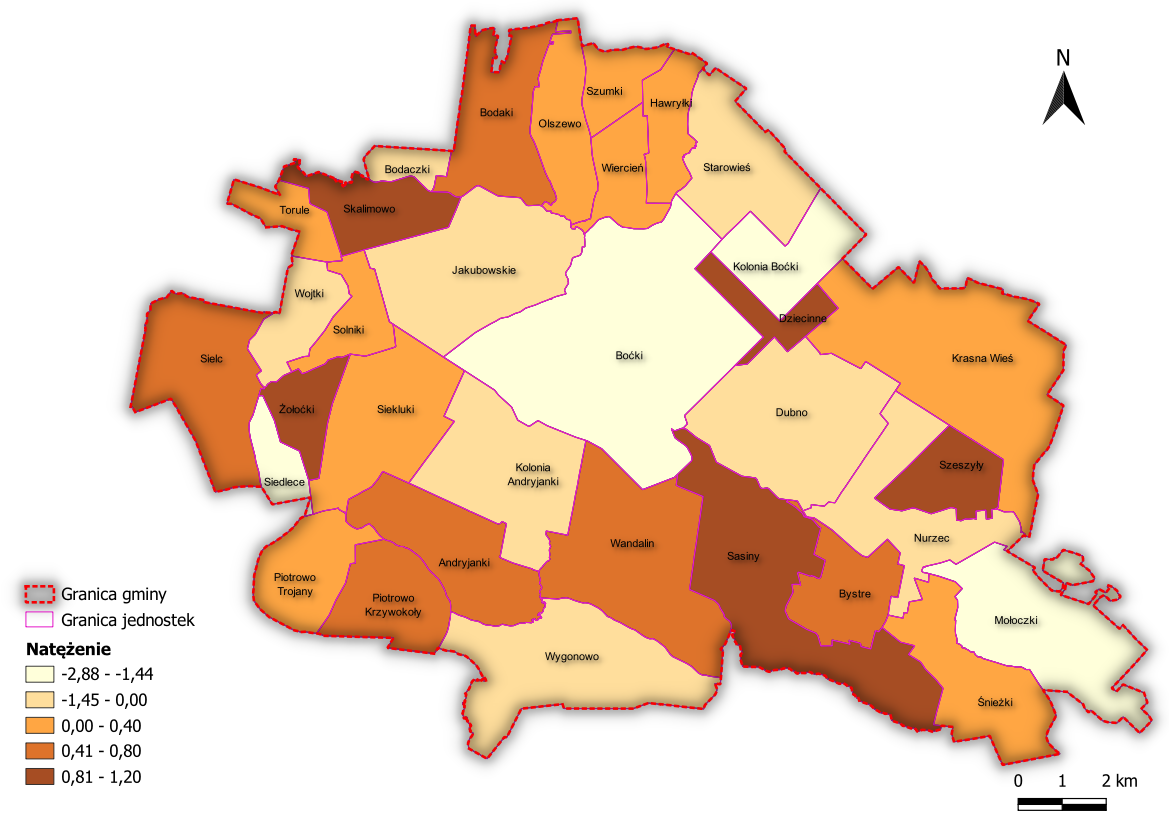 N
Bodaki
Szumki
Hawryłki
Olszewo
Bodaczki
Wiercień
Starowieś
Torule
Skalimowo
Jakubowskie
Kolonia Boćki
Wojtki
Solniki
Dziecinne
Sielc
Boćki
Krasna Wieś
Żołoćki
Siekluki
Dubno
Kolonia
Andryjanki
Szeszyły
Siedlece
Nurzec
Wandalin
Sasiny
Andryjanki
Piotrowo
Trojany
Piotrowo
Krzywokoły
Bystre
Mołoczki
Wygonowo
Śnieżki
Granica gminy
Granica jednostek
Natężenie
-2,88 - -1,44
-1,45 - 0,00
0,00 - 0,40
0,41 - 0,80
0,81 - 1,20
0 1 2 km